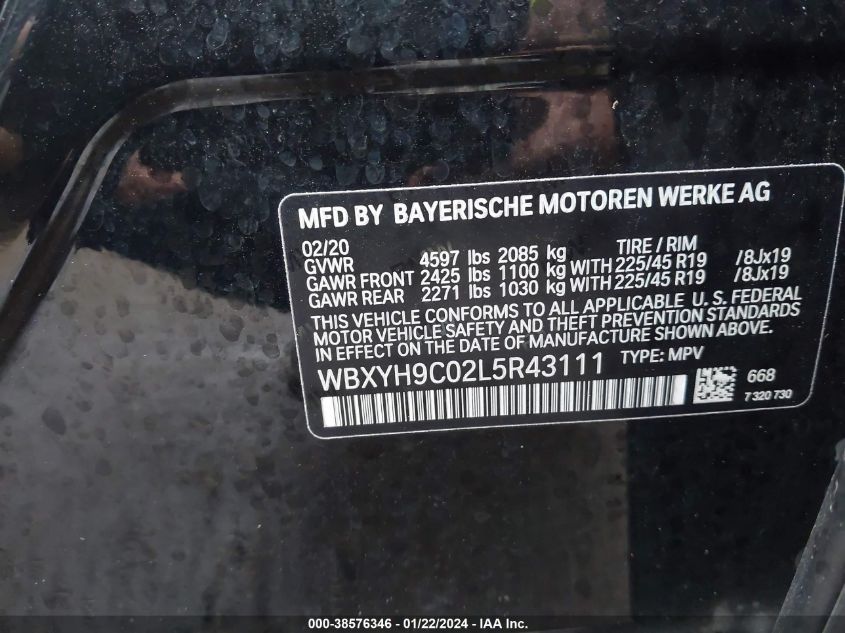 MFD BY BAYERISCHE MOTOREN WERKE AG
02/20 TIRE / RIM
GVWR 4597 lbs 2085 kg
GAWR FRONT 2425 lbs 1100 kg WITH 225/45 R19 /8Jx19
GAWR REAR 2271 lbs 1030 kg WITH 225/45 R19 /8Jx19
THIS VEHICLE CONFORMS TO ALL APPLICABLE U. S. FEDERAL
MOTOR VEHICLE SAFETY AND THEFT PREVENTION STANDARDS
IN EFFECT ON THE DATE OF MANUFACTURE SHOWN ABOVE.
WBXYH9C02L5R43111 TYPE: MPV
668
7 320 730
000-38576346 - 01/22/2024 - IAA Inc.